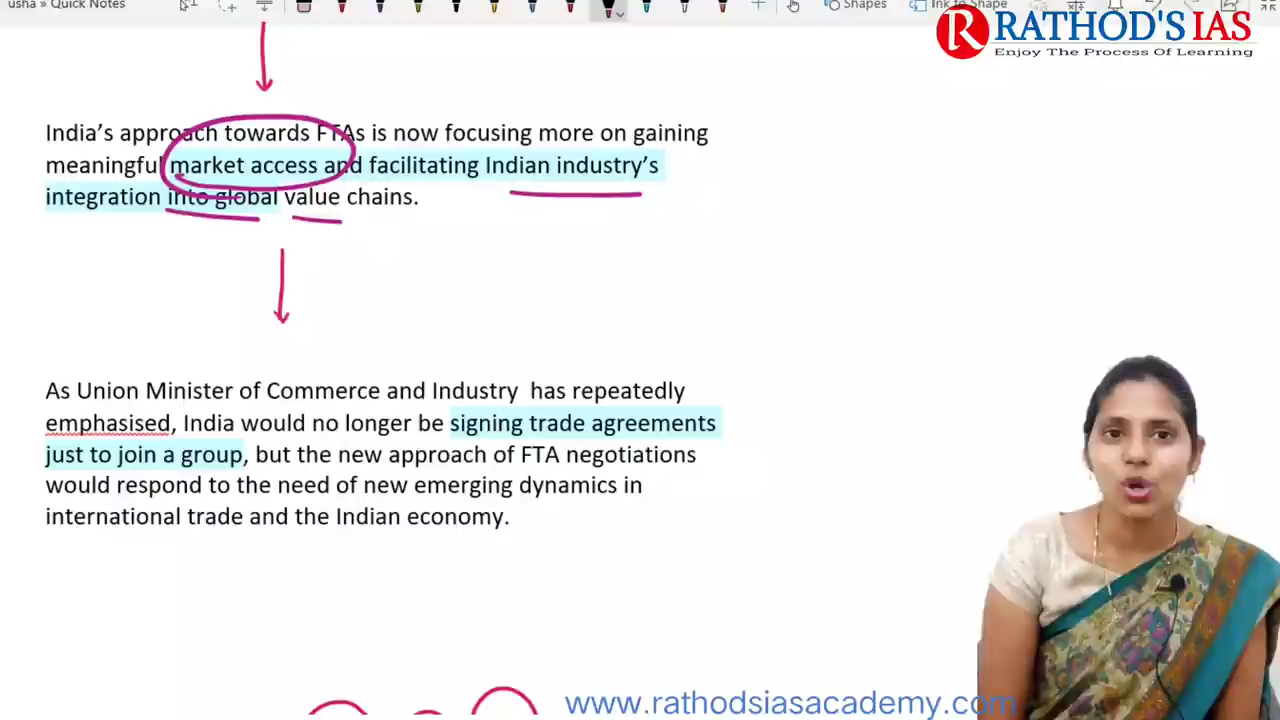 usha » Quick Notes
Shapes
Ink to Shape
R RATHOD'S IAS
Enjoy The Process Of Learning
India's approach towards FTAs is now focusing more on gaining
meaningful market access and facilitating Indian industry's
integration into global value chains.
As Union Minister of Commerce and Industry has repeatedly
emphasised, India would no longer be signing trade agreements
just to join a group, but the new approach of FTA negotiations
would respond to the need of new emerging dynamics in
international trade and the Indian economy.
www.rathodsiasacademy.com